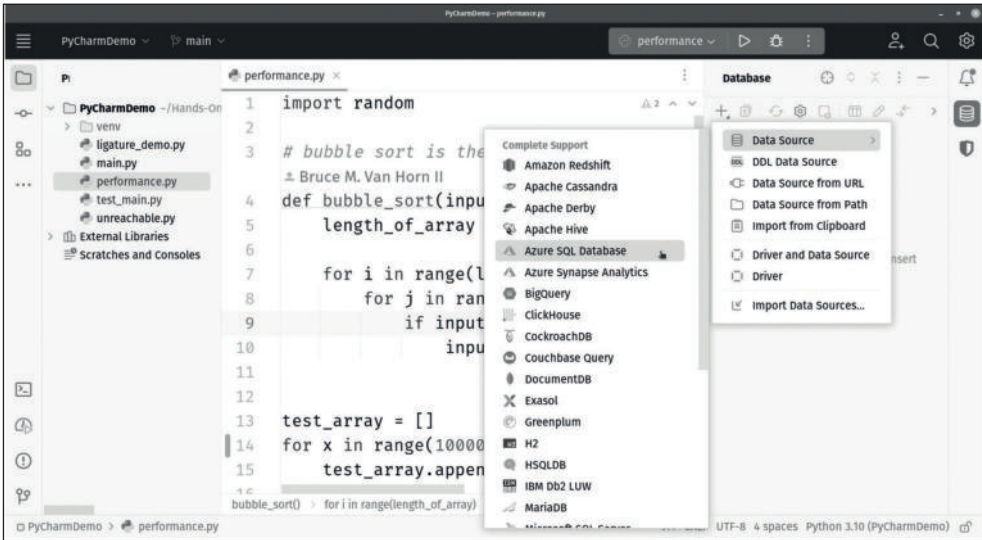 PyCharmDemo – performance.py
PyCharmDemo
main
performance
P
performance.py
Database
PyCharmDemo ~/Hands-On
venv
ligature_demo.py
main.py
performance.py
test_main.py
unreachable.py
External Libraries
Scratches and Consoles
2
1 import random
2
3 # bubble sort is the
Bruce M. Van Horn II
4 def bubble_sort(inpu
5 length_of_array
6
7 for i in range(l
8 for j in ran
9 if input
10 inpu
11
12
13 test_array = []
14 for x in range(10000
15 test_array.appen
16
bubble_sort() > for i in range(length_of_array)
Complete Support
Amazon Redshift
Apache Cassandra
Apache Derby
Apache Hive
Azure SQL Database
Azure Synapse Analytics
BigQuery
ClickHouse
CockroachDB
Couchbase Query
DocumentDB
Exasol
Greenplum
H2
HSQLDB
IBM Db2 LUW
MariaDB
Microsoft SQL Server
Data Source
DDL Data Source
Data Source from URL
Data Source from Path
Import from Clipboard
Driver and Data Source
Driver
Import Data Sources...
nsert
PyCharmDemo > performance.py
UTF-8 4 spaces Python 3.10 (PyCharmDemo)